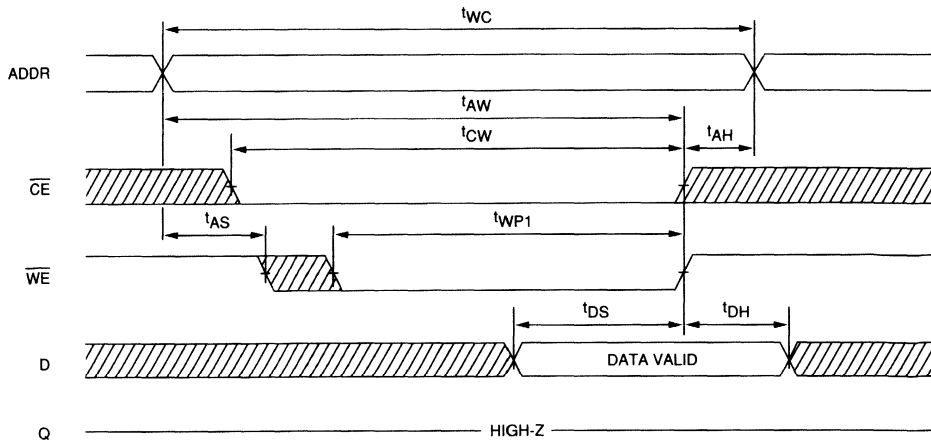 tWC
ADDR
tAW
tCW
tAH
CE
tAS
tWP1
WE
tDS
tDH
D
DATA VALID
Q
HIGH-Z